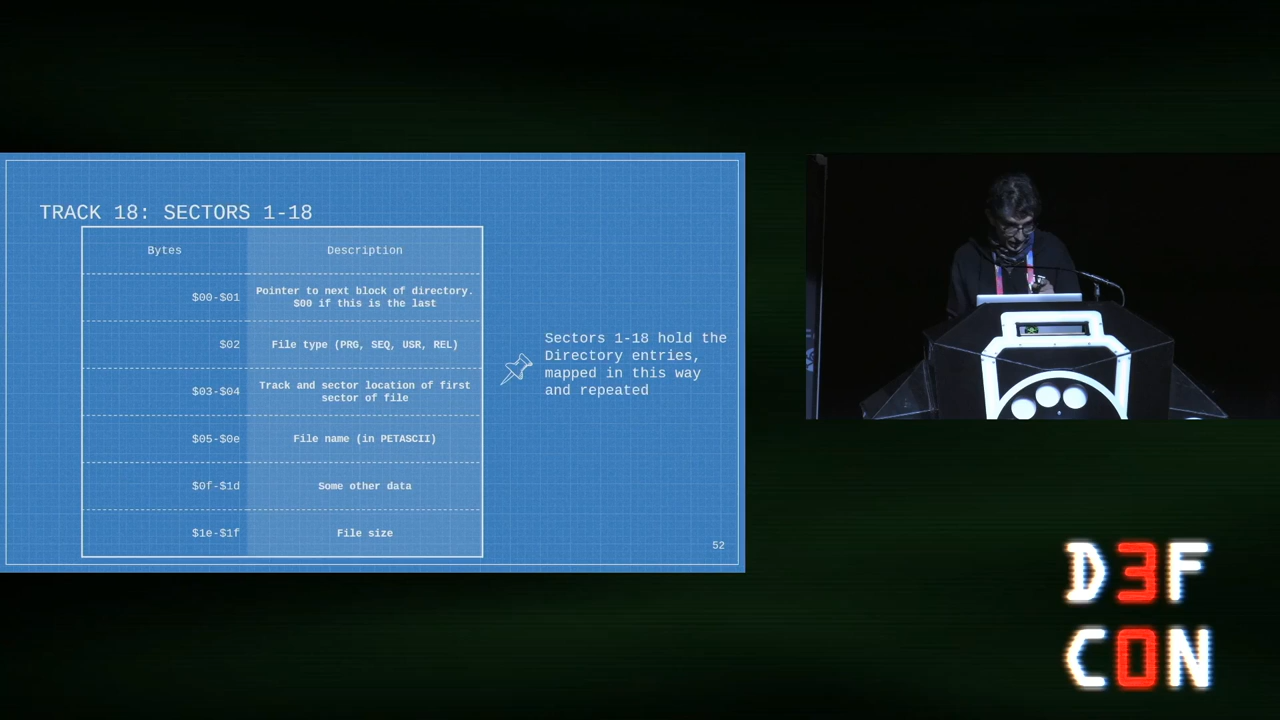 TRACK 18: SECTORS 1-18
Bytes Description
$00-$01 Pointer to next block of directory.
$00 if this is the last
$02 File type (PRG, SEQ, USR, REL)
$03-$04 Track and sector location of first
sector of file
$05-$0e File name (in PETASCII)
$0f-$1d Some other data
$1e-$1f File size
Sectors 1-18 hold the
Directory entries,
mapped in this way
and repeated
52
D3F
C0N